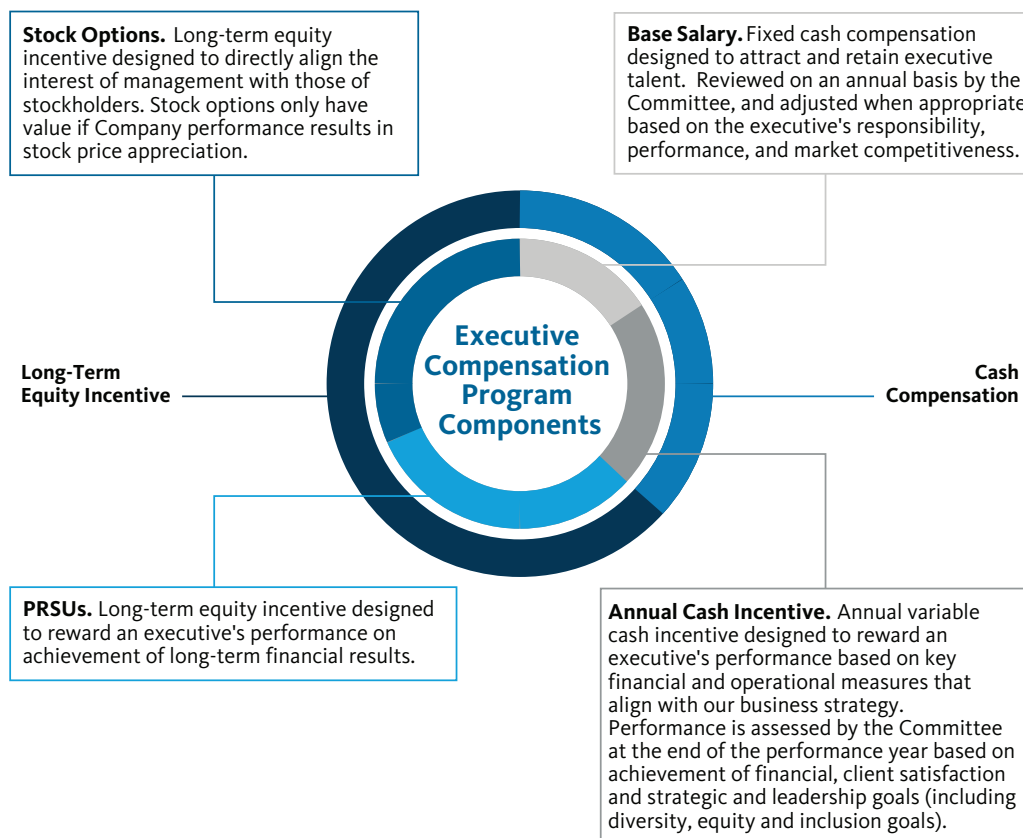 Stock Options. Long-term equity
incentive designed to directly align the
interest of management with those of
stockholders. Stock options only have
value if Company performance results in
stock price appreciation.
Base Salary. Fixed cash compensation
designed to attract and retain executive
talent. Reviewed on an annual basis by the
Committee, and adjusted when appropriate
based on the executive's responsibility,
performance, and market competitiveness.
Executive
Compensation
Program
Components
Long-Term
Equity Incentive
Cash
Compensation
PRSUs. Long-term equity incentive designed
to reward an executive's performance on
achievement of long-term financial results.
Annual Cash Incentive. Annual variable
cash incentive designed to reward an
executive's performance based on key
financial and operational measures that
align with our business strategy.
Performance is assessed by the Committee
at the end of the performance year based on
achievement of financial, client satisfaction
and strategic and leadership goals (including
diversity, equity and inclusion goals).